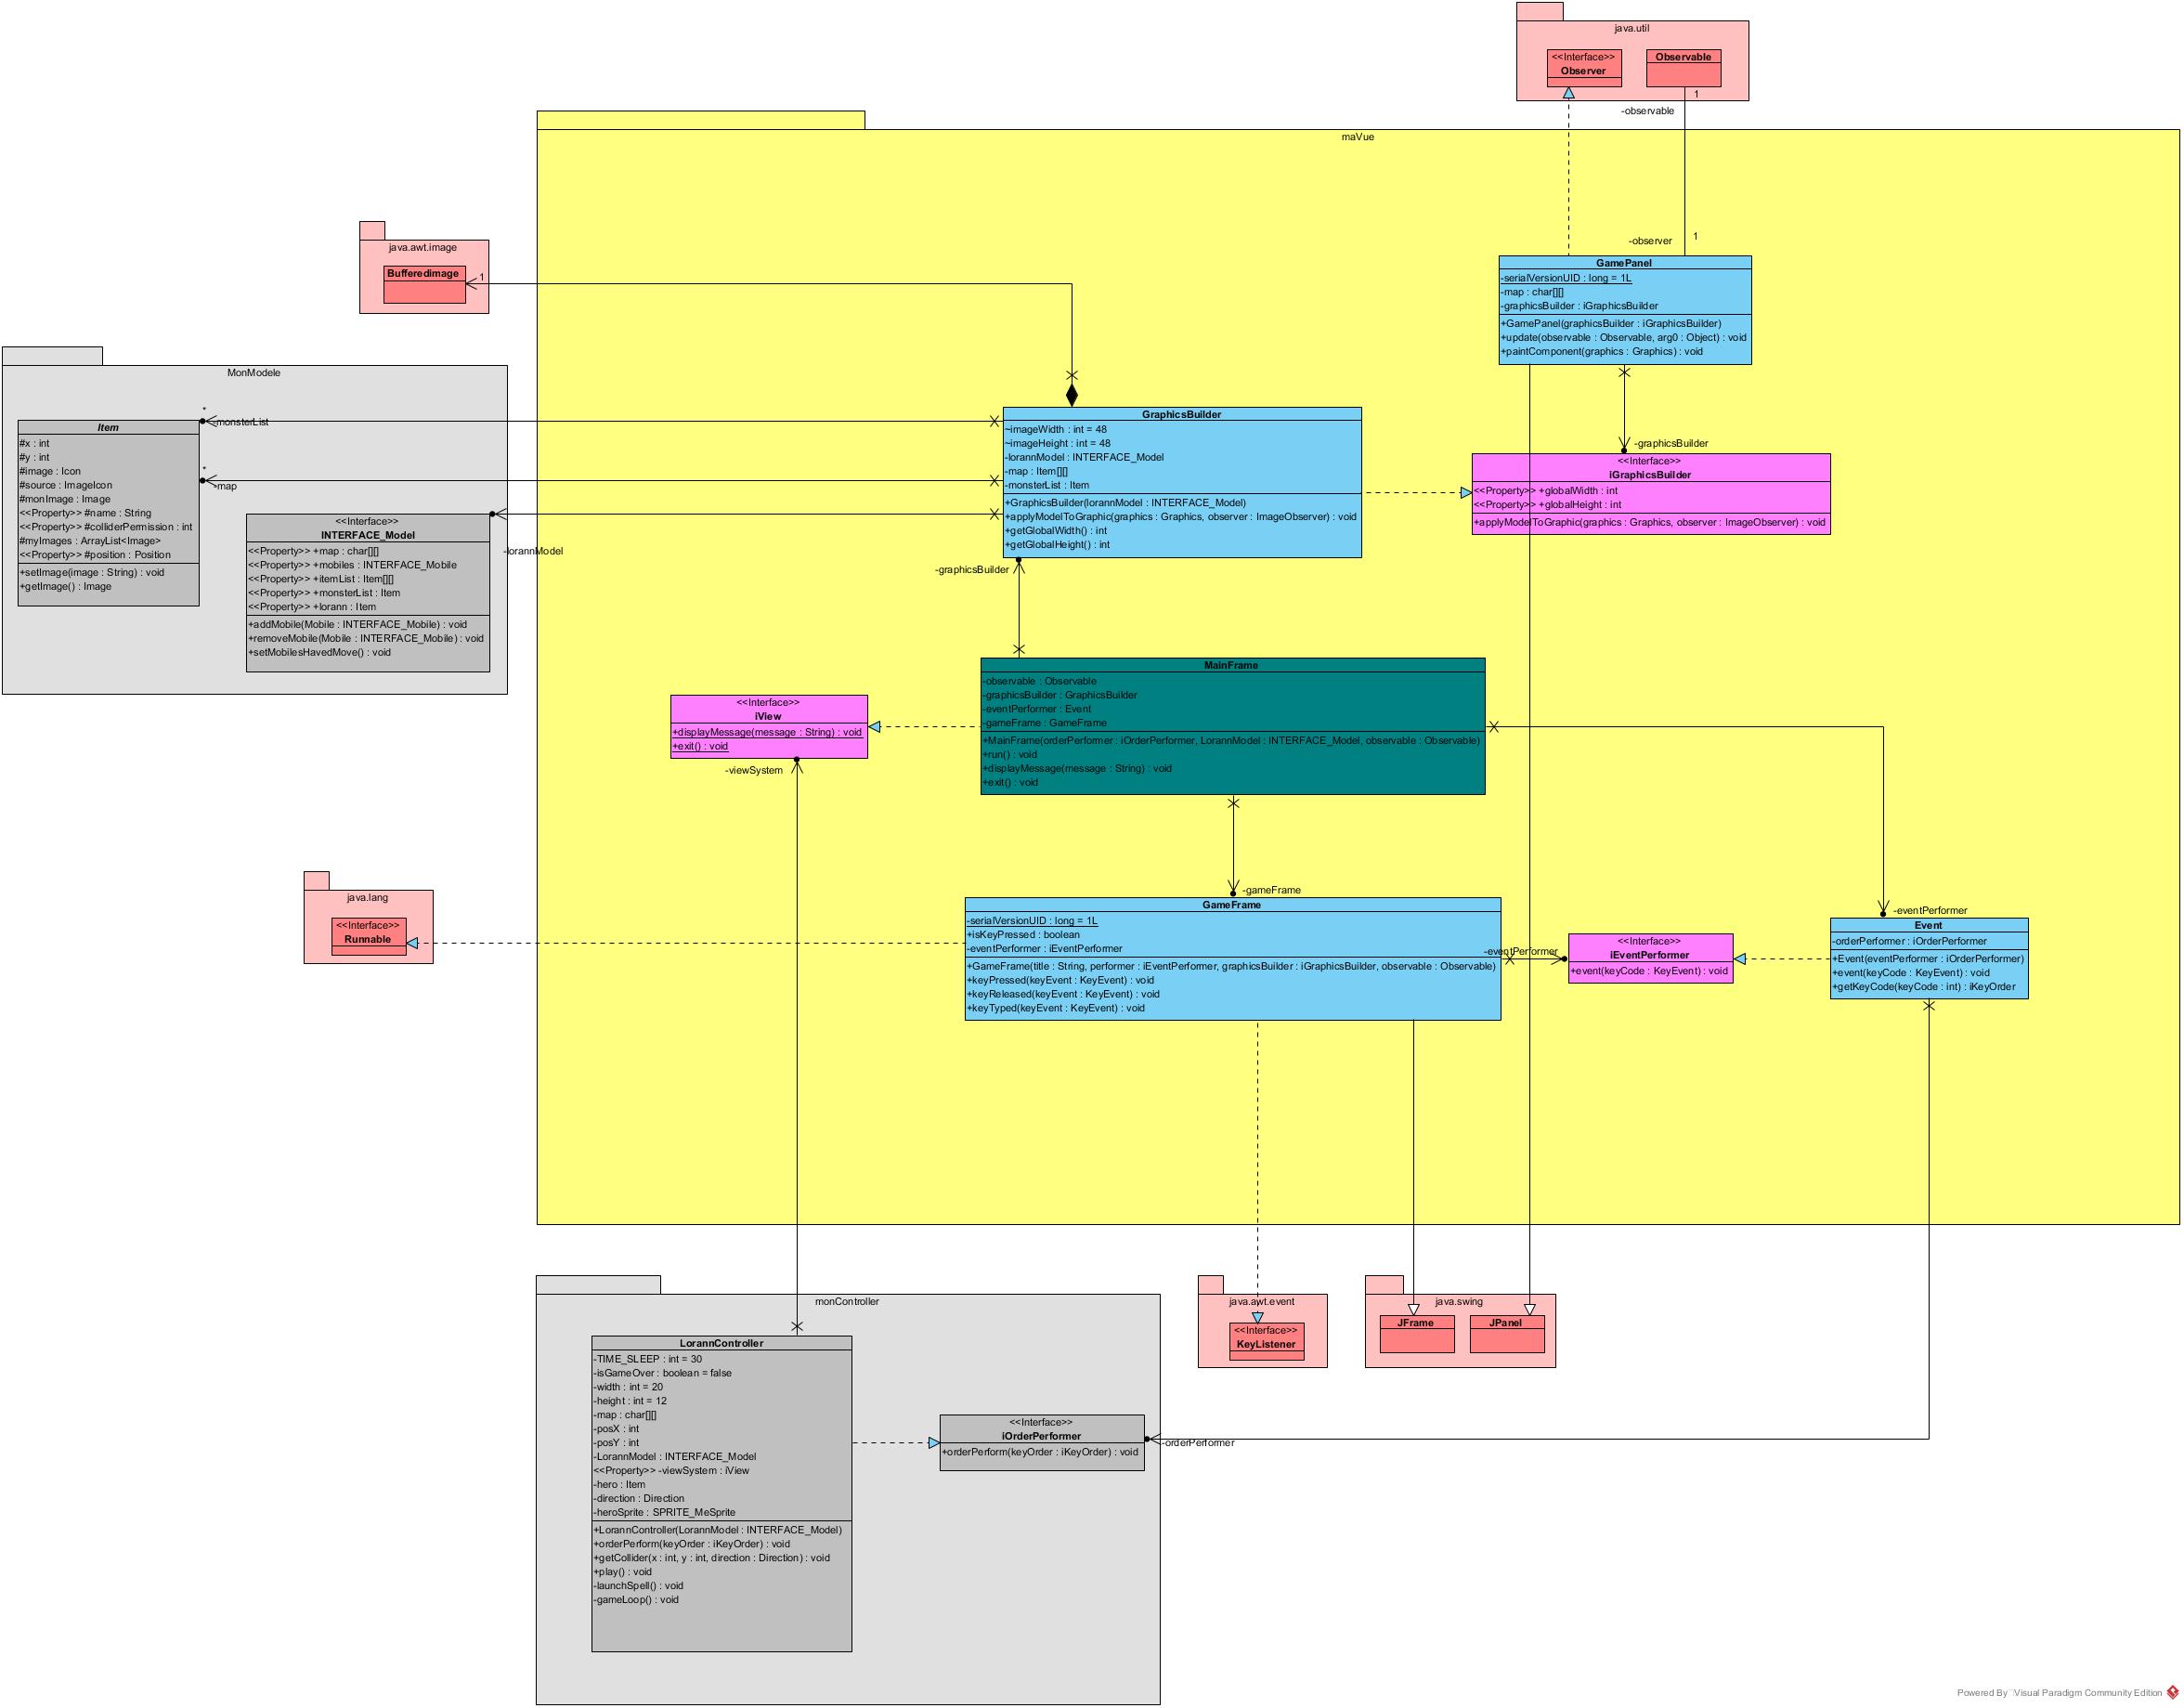 java.util
<<Interface>>
Observer
Observable
1
-observable
maVue
-observer
1
java.awt.image
Bufferedimage
1
GamePanel
-serialVersionUID : long = 1L
-map : char[][]
-graphicsBuilder : iGraphicsBuilder
+GamePanel(graphicsBuilder : iGraphicsBuilder)
+update(observable : Observable, arg0 : Object) : void
+paintComponent(graphics : Graphics) : void
MonModele
*
-monsterList
*
-map
Item
#x : int
#y : int
#image : Icon
#source : ImageIcon
#monImage : Image
<<Property>> #name : String
<<Property>> #colliderPermission : int
#myImages : ArrayList<Image>
<<Property>> #position : Position
+setImage(image : String) : void
+getImage() : Image
<<Interface>>
INTERFACE_Model
<<Property>> +map : char[][]
<<Property>> +mobiles : INTERFACE_Mobile
<<Property>> +itemList : Item[][]
<<Property>> +monsterList : Item
<<Property>> +lorann : Item
+addMobile(Mobile : INTERFACE_Mobile) : void
+removeMobile(Mobile : INTERFACE_Mobile) : void
+setMobilesHavedMove() : void
-lorannModel
GraphicsBuilder
~imageWidth : int = 48
~imageHeight : int = 48
-lorannModel : INTERFACE_Model
-map : Item[][]
-monsterList : Item
+GraphicsBuilder(lorannModel : INTERFACE_Model)
+applyModelToGraphic(graphics : Graphics, observer : ImageObserver) : void
+getGlobalWidth() : int
+getGlobalHeight() : int
-graphicsBuilder
-graphicsBuilder
<<Interface>>
iGraphicsBuilder
<<Property>> +globalWidth : int
<<Property>> +globalHeight : int
+applyModelToGraphic(graphics : Graphics, observer : ImageObserver) : void
MainFrame
-observable : Observable
-graphicsBuilder : GraphicsBuilder
-eventPerformer : Event
-gameFrame : GameFrame
+MainFrame(orderPerformer : iOrderPerformer, LorannModel : INTERFACE_Model, observable : Observable)
+run() : void
+displayMessage(message : String) : void
+exit() : void
<<Interface>>
iView
+displayMessage(message : String) : void
+exit() : void
-viewSystem
java.lang
<<Interface>>
Runnable
-gameFrame
GameFrame
-serialVersionUID : long = 1L
+isKeyPressed : boolean
-eventPerformer : iEventPerformer
+GameFrame(title : String, performer : iEventPerformer, graphicsBuilder : iGraphicsBuilder, observable : Observable)
+keyPressed(keyEvent : KeyEvent) : void
+keyReleased(keyEvent : KeyEvent) : void
+keyTyped(keyEvent : KeyEvent) : void
-eventPerformer
<<Interface>>
iEventPerformer
+event(keyCode : KeyEvent) : void
-eventPerformer
Event
-orderPerformer : iOrderPerformer
+Event(eventPerformer : iOrderPerformer)
+event(keyCode : KeyEvent) : void
+getKeyCode(keyCode : int) : iKeyOrder
monController
LorannController
-TIME_SLEEP : int = 30
-isGameOver : boolean = false
-width : int = 20
-height : int = 12
-map : char[][]
-posX : int
-posY : int
-LorannModel : INTERFACE_Model
<<Property>> -viewSystem : iView
-hero : Item
-direction : Direction
-heroSprite : SPRITE_MeSprite
+LorannController(LorannModel : INTERFACE_Model)
+orderPerform(keyOrder : iKeyOrder) : void
+getCollider(x : int, y : int, direction : Direction) : void
+play() : void
-launchSpell() : void
-gameLoop() : void
<<Interface>>
iOrderPerformer
+orderPerform(keyOrder : iKeyOrder) : void
-orderPerformer
java.awt.event
<<Interface>>
KeyListener
java.swing
JFrame
JPanel
Powered By Visual Paradigm Community Edition